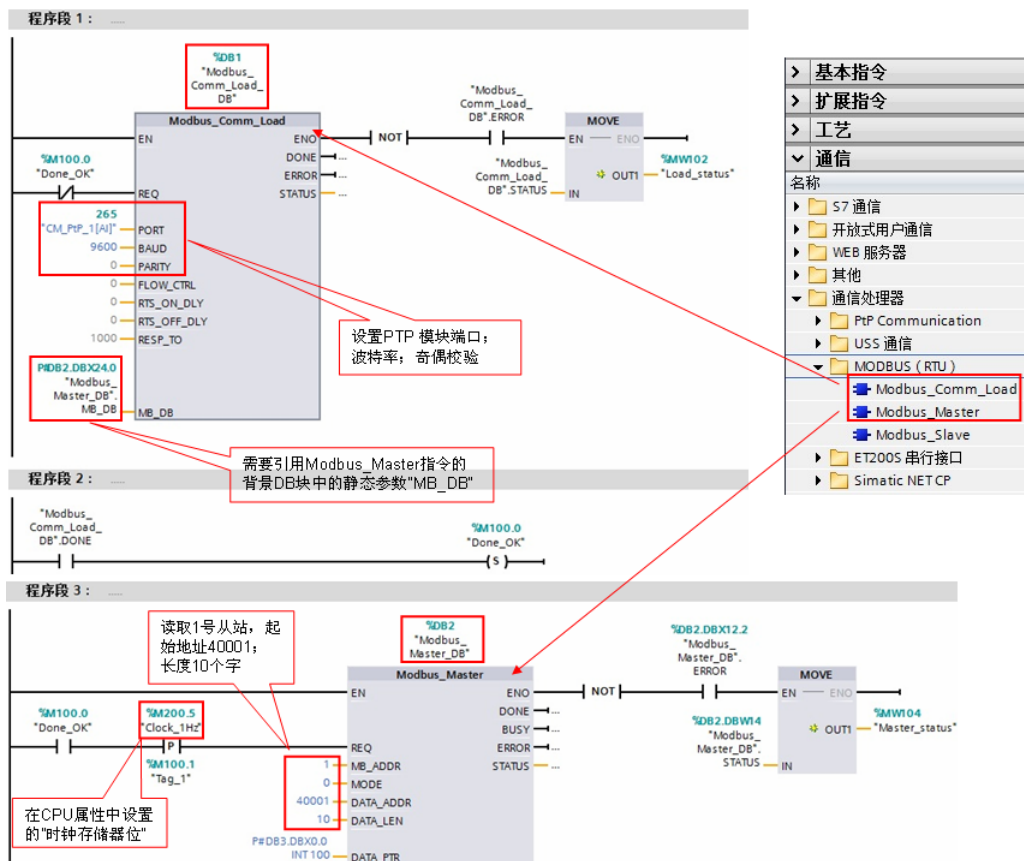 程序段 1： ......
%DB1
"Modbus_
Comm_Load_
DB"
Modbus_Comm_Load
EN
ENO
DONE
...
ERROR
...
STATUS
...
%M100.0
"Done_OK"
REQ
265
"CM_PtP_1[AI]"
PORT
9600
BAUD
0
PARITY
0
FLOW_CTRL
0
RTS_ON_DLY
0
RTS_OFF_DLY
1000
RESP_TO
P#DB2.DBX24.0
"Modbus_
Master_DB".
MB_DB
MB_DB
NOT
"Modbus_
Comm_Load_
DB".ERROR
MOVE
EN
ENO
"Modbus_
Comm_Load_
DB".STATUS
IN
OUT1
%MW102
"Load_status"
设置PTP 模块端口；
波特率；奇偶校验
需要引用Modbus_Master指令的
背景DB块中的静态参数"MB_DB"
程序段 2： ......
"Modbus_
Comm_Load_
DB".DONE
%M100.0
"Done_OK"
S
程序段 3： ......
读取1号从站，起
始地址40001；
长度10个字
%DB2
"Modbus_
Master_DB"
Modbus_Master
EN
ENO
DONE
...
BUSY
...
ERROR
...
STATUS
...
%M100.0
"Done_OK"
%M200.5
"Clock_1Hz"
P
%M100.1
"Tag_1"
REQ
1
MB_ADDR
0
MODE
40001
DATA_ADDR
10
DATA_LEN
P#DB3.DBX0.0
INT 100
DATA_PTR
在CPU属性中设置
的"时钟存储器位"
NOT
%DB2.DBX12.2
"Modbus_
Master_DB".
ERROR
MOVE
EN
ENO
%DB2.DBW14
"Modbus_
Master_DB".
STATUS
IN
OUT1
%MW104
"Master_status"
基本指令
扩展指令
工艺
通信
名称
S7 通信
开放式用户通信
WEB 服务器
其他
通信处理器
PtP Communication
USS 通信
MODBUS（RTU）
Modbus_Comm_Load
Modbus_Master
Modbus_Slave
ET200S 串行接口
Simatic NET CP